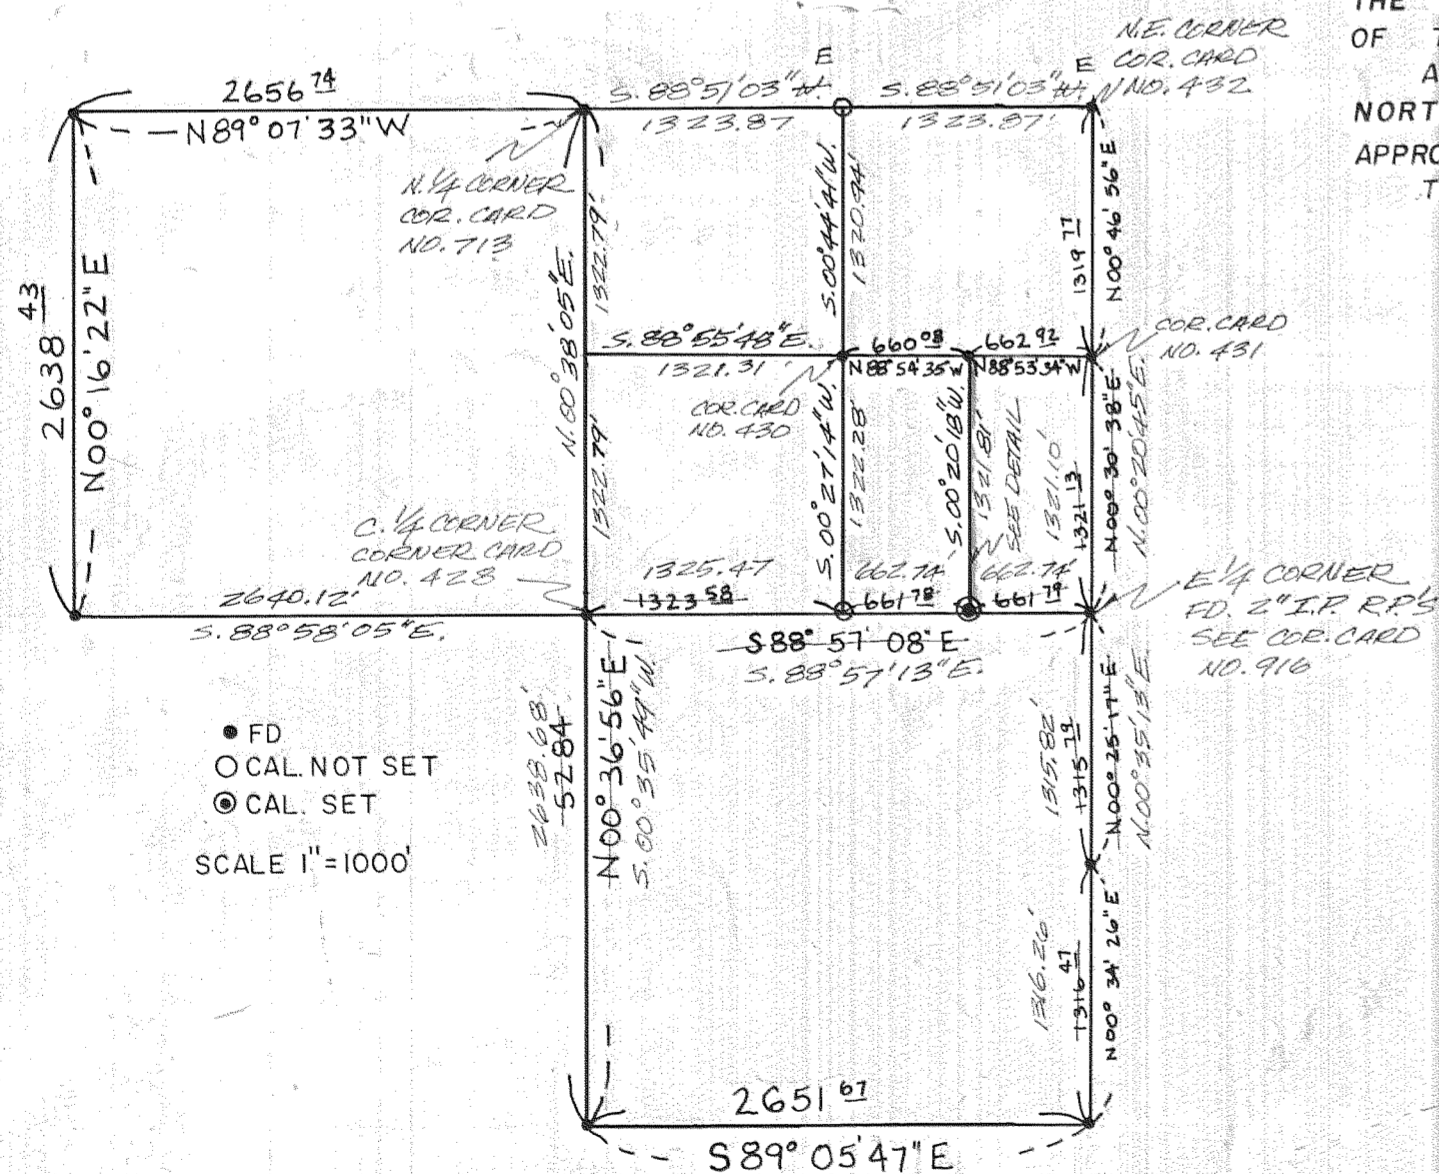 THE
N.E. CORNER
COR. CARD
NO. 432
OF T
A
NORT
APPRO
T
E
E
2656 74
S. 88°51'03" W.
S. 88°51'03" W.
N89°07'33"W
1323.87
1323.87'
N. 1/4 CORNER
COR. CARD
NO. 713
2638 43
N00°16'22"E
N. 00°38'05"E.
1322.79'
S. 00°44'41"W.
1320.94'
1319 77
N00°46'56"E
COR. CARD
NO. 431
S. 88°55'48"E.
1321.31'
660 08
N88°54'35"W
662 92
N88°53'34"W
COR. CARD
NO. 430
1322.79'
S. 00°27'14"W.
1322.28'
S. 00°20'18"W.
1321.81'
SEE DETAIL
1321.10'
1321 13
N00°30'38"E
N. 00°20'45"E.
C. 1/4 CORNER
CORNER CARD
NO. 428
1325.47
662.74'
662.74'
1323 58
661 78
661 79
2640.12'
S. 88°58'05"E.
S88°57'08"E
S. 88°57'13"E.
E 1/4 CORNER
FD. 2" I.P. R.P.'S
SEE COR. CARD
NO. 916
FD
CAL. NOT SET
CAL. SET
SCALE 1"=1000'
2638.68'
5284
N00°36'56"E
S. 00°35'49"W.
1315.82'
1315 79
N00°25'17"E
N. 00°35'13"E.
1316.26'
1316 47
N00°34'26"E
2651 67
S89°05'47"E